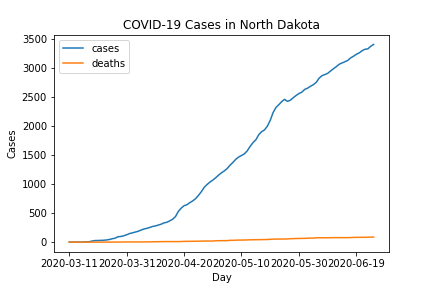 COVID-19 Cases in North Dakota
cases
deaths
3500
3000
2500
2000
1500
1000
500
0
Cases
2020-03-11 2020-03-31 2020-04-20 2020-05-10 2020-05-30 2020-06-19
Day